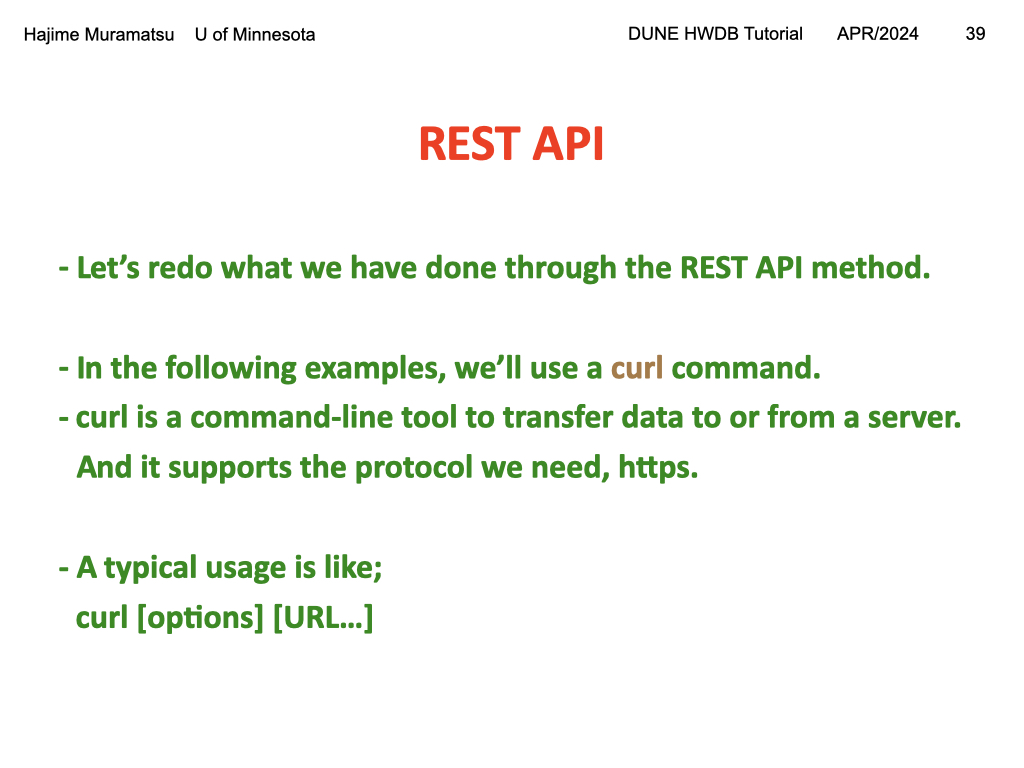 Hajime Muramatsu U of Minnesota DUNE HWDB Tutorial APR/2024 39
REST API
- Let’s redo what we have done through the REST API method.
- In the following examples, we’ll use a curl command.
- curl is a command-line tool to transfer data to or from a server.
And it supports the protocol we need, https.
- A typical usage is like;
curl [options] [URL…]